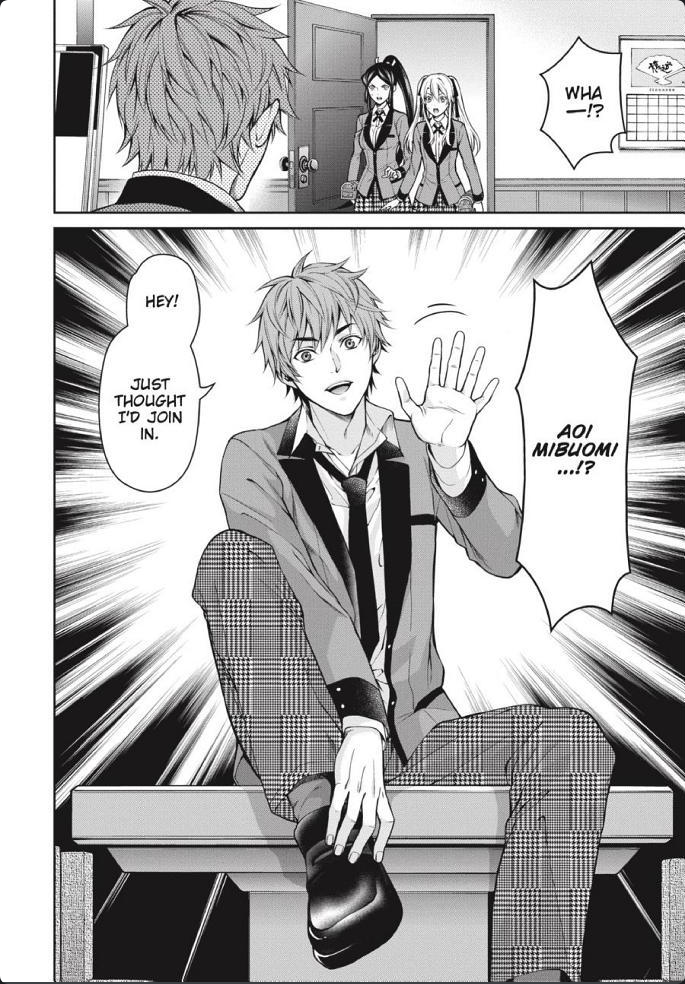 WHA
—!?
AOI
MIBUOMI
...!?
HEY!
JUST
THOUGHT
I'D JOIN
IN.